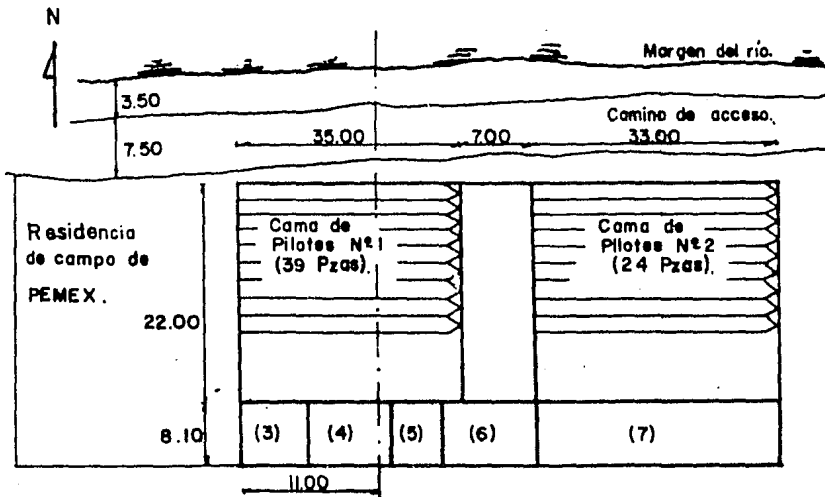 N
Margen del río.
3.50
Camino de acceso.
7.50
35.00
7.00
33.00
Residencia
de campo de
PEMEX.
Cama de
Pilotes Nº 1
(39 Pzas).
Cama de
Pilotes Nº 2
(24 Pzas).
22.00
8.10
(3)
(4)
(5)
(6)
(7)
11.00